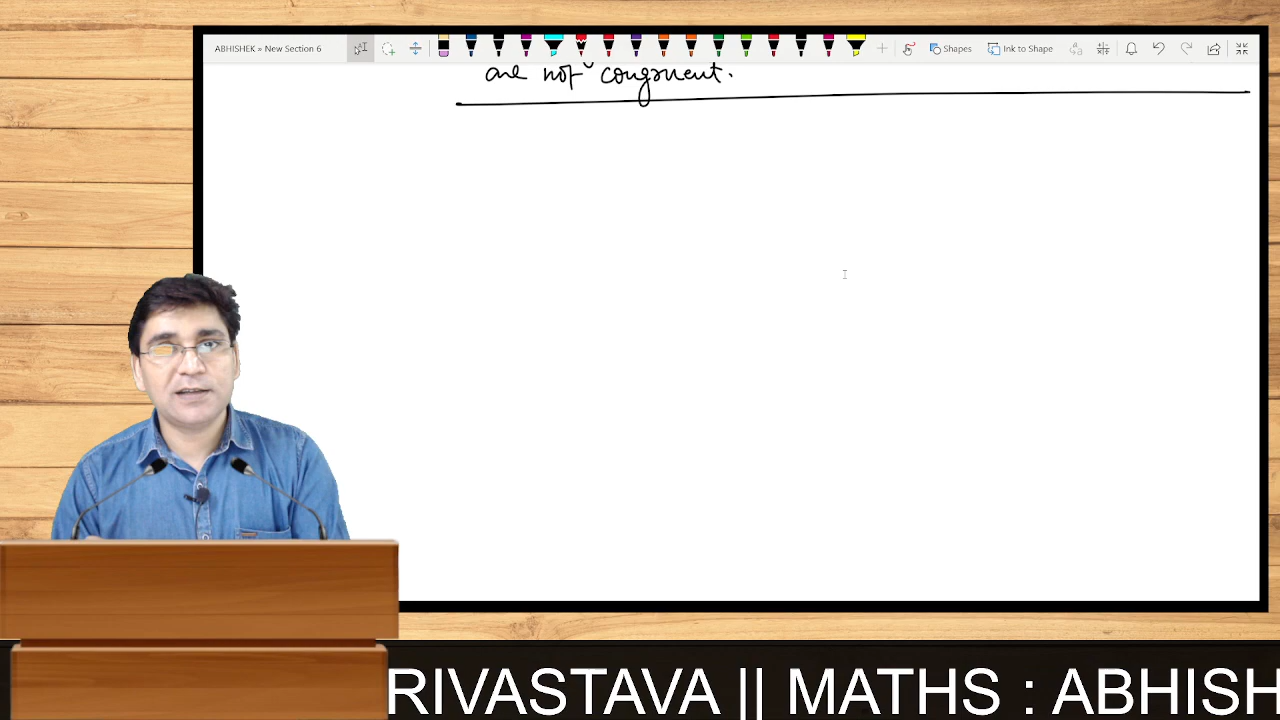 ABHISHEK » New Section 6
Shapes
Ink to Shape
are not congruent.
RIVASTAVA || MATHS : ABHISH